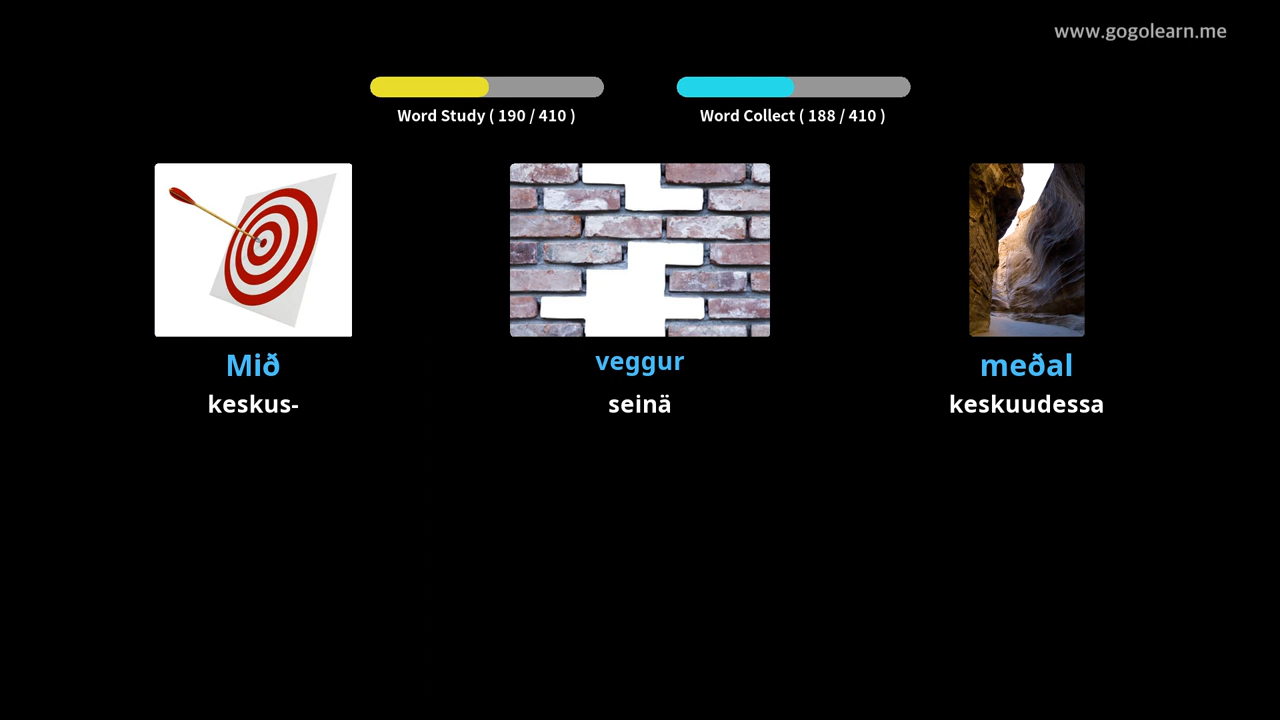 www.gogolearn.me
Word Study ( 190 / 410 )
Word Collect ( 188 / 410 )
Mið
keskus-
veggur
seinä
meðal
keskuudessa